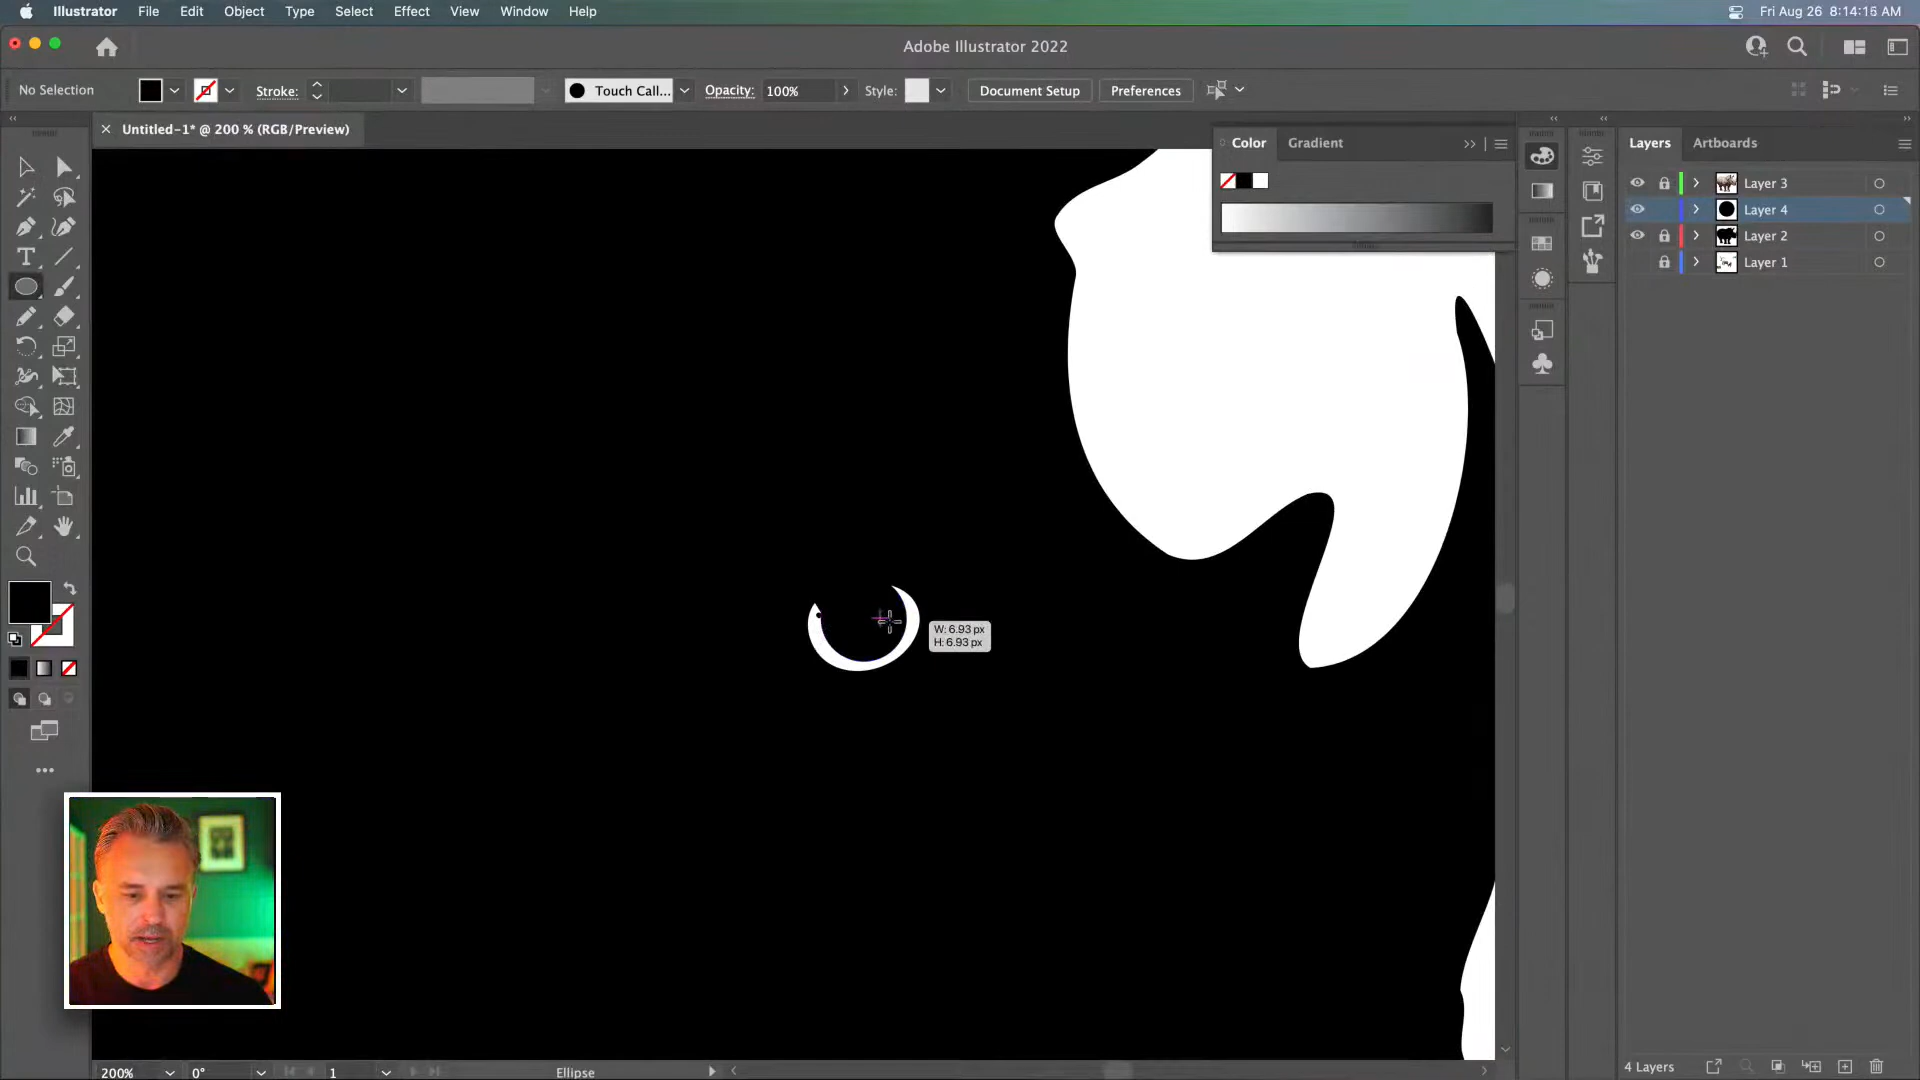 Illustrator File Edit Object Type Select Effect View Window Help Fri Aug 26 8:14:16 AM
Adobe Illustrator 2022
No Selection Stroke: Touch Call... Opacity: 100% Style: Document Setup Preferences
Untitled-1* @ 200 % (RGB/Preview)
Color Gradient
Layers Artboards
Layer 3
Layer 4
Layer 2
Layer 1
W: 6.93 px
H: 6.93 px
4 Layers
200% 0° 1 Ellipse